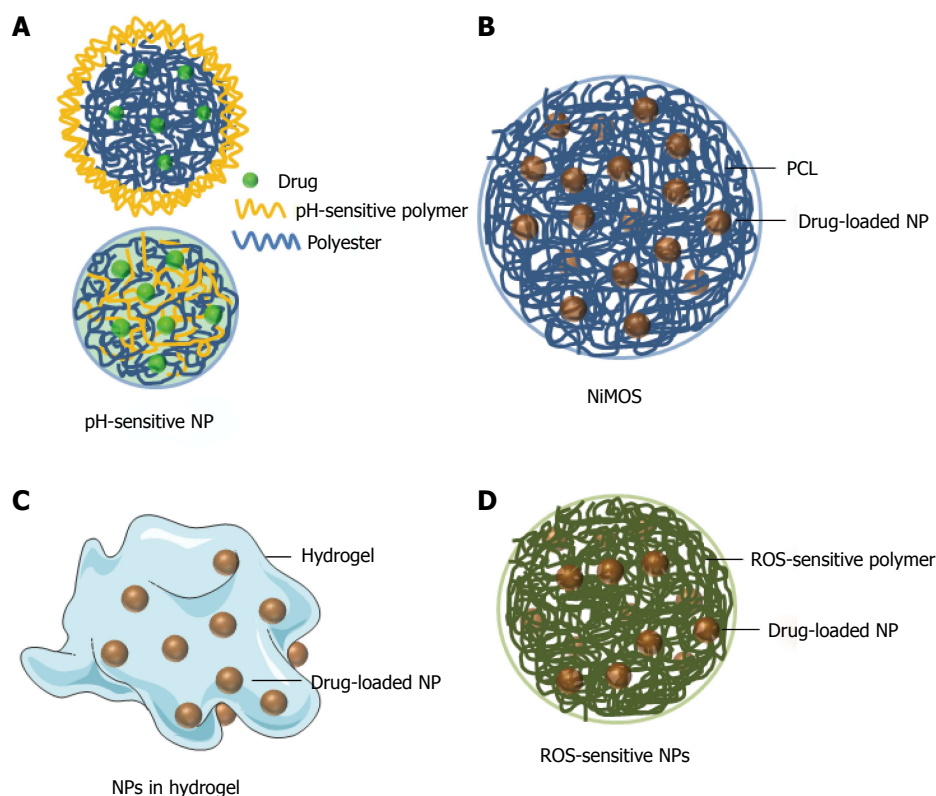 A
Drug
pH-sensitive polymer
Polyester
pH-sensitive NP
B
PCL
Drug-loaded NP
NiMOS
C
Hydrogel
Drug-loaded NP
NPs in hydrogel
D
ROS-sensitive polymer
Drug-loaded NP
ROS-sensitive NPs